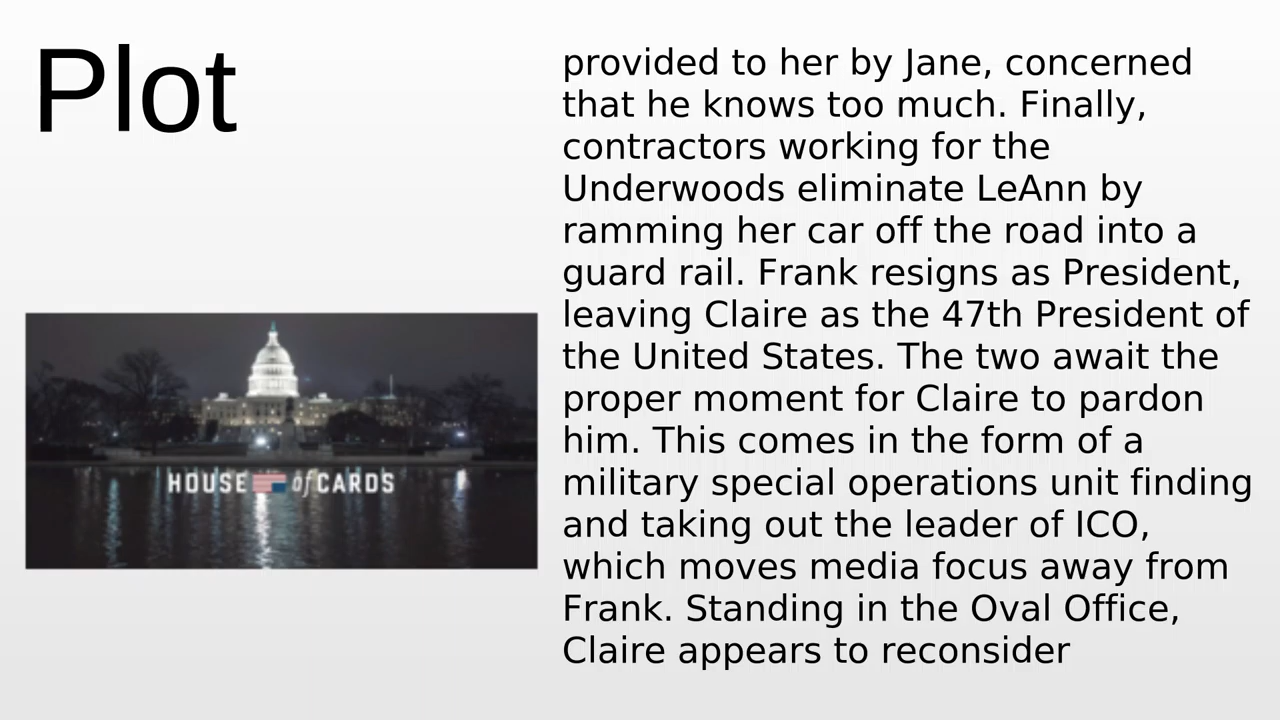 Plot
provided to her by Jane, concerned
that he knows too much. Finally,
contractors working for the
Underwoods eliminate LeAnn by
ramming her car off the road into a
guard rail. Frank resigns as President,
leaving Claire as the 47th President of
the United States. The two await the
proper moment for Claire to pardon
him. This comes in the form of a
military special operations unit finding
and taking out the leader of ICO,
which moves media focus away from
Frank. Standing in the Oval Office,
Claire appears to reconsider
HOUSE of CARDS